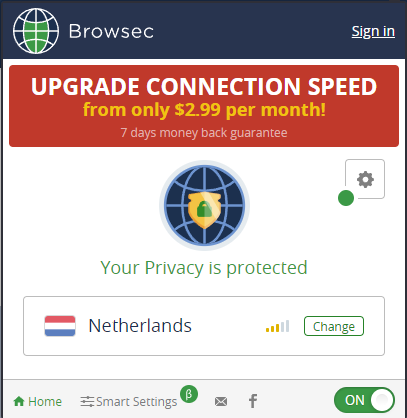 Browsec
Sign in
UPGRADE CONNECTION SPEED
from only $2.99 per month!
7 days money back guarantee
Your Privacy is protected
Netherlands
Change
Home
Smart Settings
β
f
ON